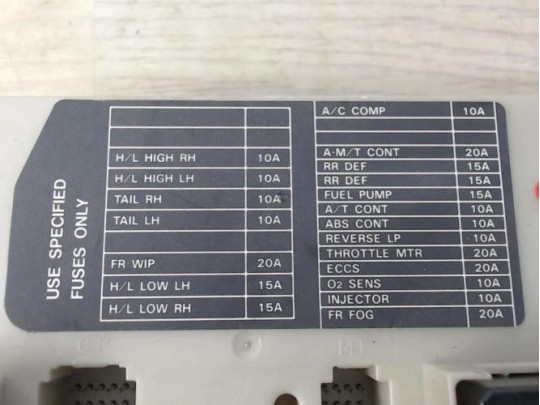 USE SPECIFIED
FUSES ONLY
H/L HIGH RH 10A
H/L HIGH LH 10A
TAIL RH 10A
TAIL LH 10A
FR WIP 20A
H/L LOW LH 15A
H/L LOW RH 15A
A/C COMP 10A
A-M/T CONT 20A
RR DEF 15A
RR DEF 15A
FUEL PUMP 15A
A/T CONT 10A
ABS CONT 10A
REVERSE LP 10A
THROTTLE MTR 20A
ECCS 20A
O2 SENS 10A
INJECTOR 10A
FR FOG 20A